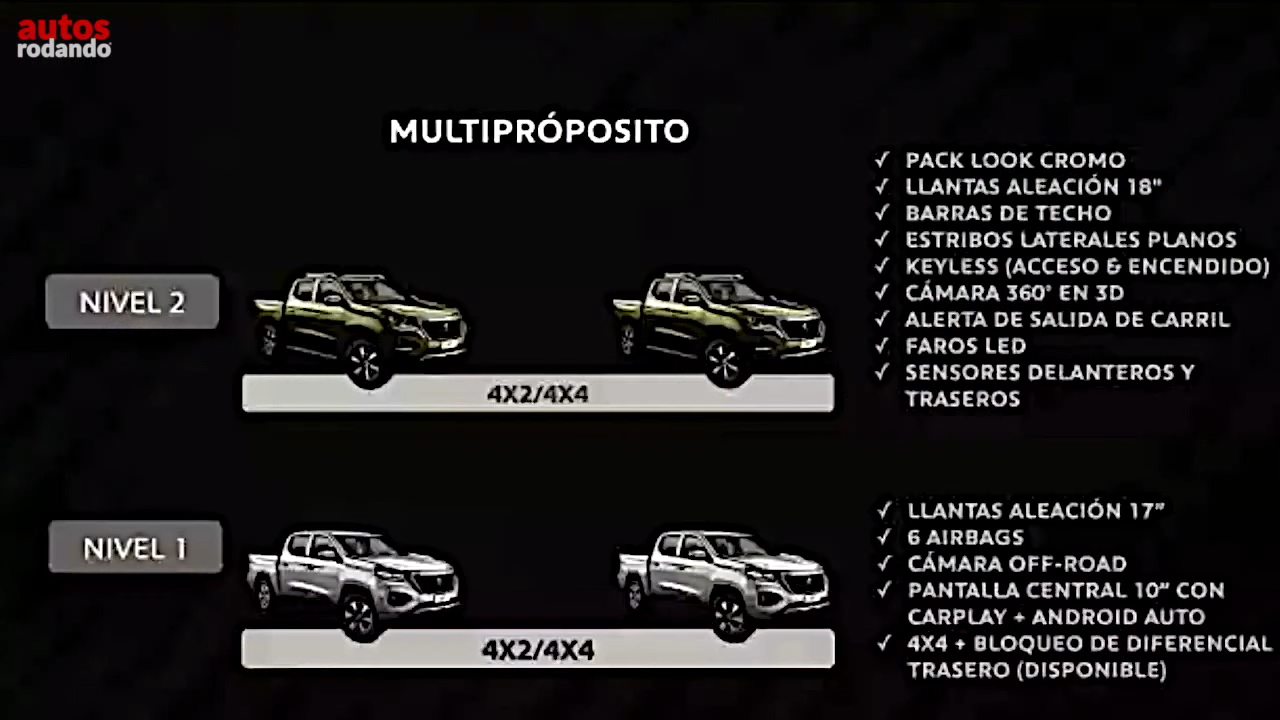 autos
rodando
MULTIPRÓPOSITO
NIVEL 2
4X2/4X4
✓ PACK LOOK CROMO
✓ LLANTAS ALEACIÓN 18"
✓ BARRAS DE TECHO
✓ ESTRIBOS LATERALES PLANOS
✓ KEYLESS (ACCESO & ENCENDIDO)
✓ CÁMARA 360° EN 3D
✓ ALERTA DE SALIDA DE CARRIL
✓ FAROS LED
✓ SENSORES DELANTEROS Y
TRASEROS
NIVEL 1
4X2/4X4
✓ LLANTAS ALEACIÓN 17"
✓ 6 AIRBAGS
✓ CÁMARA OFF-ROAD
✓ PANTALLA CENTRAL 10" CON
CARPLAY + ANDROID AUTO
✓ 4X4 + BLOQUEO DE DIFERENCIAL
TRASERO (DISPONIBLE)